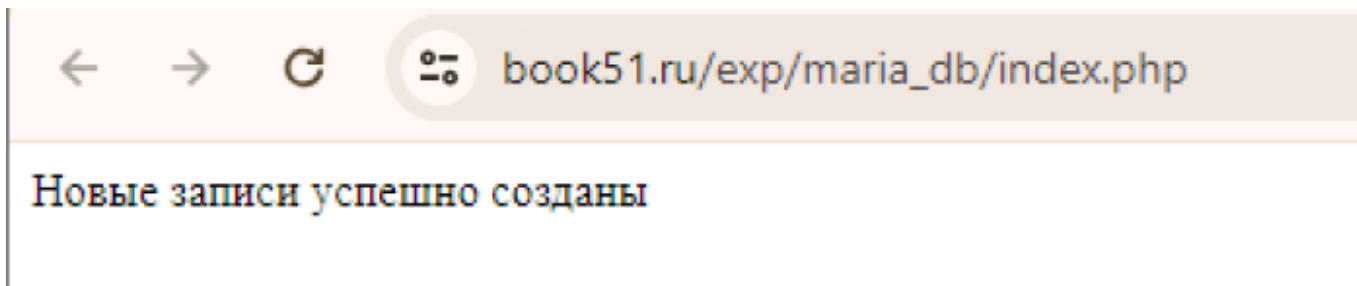 book51.ru/exp/maria_db/index.php
Новые записи успешно созданы